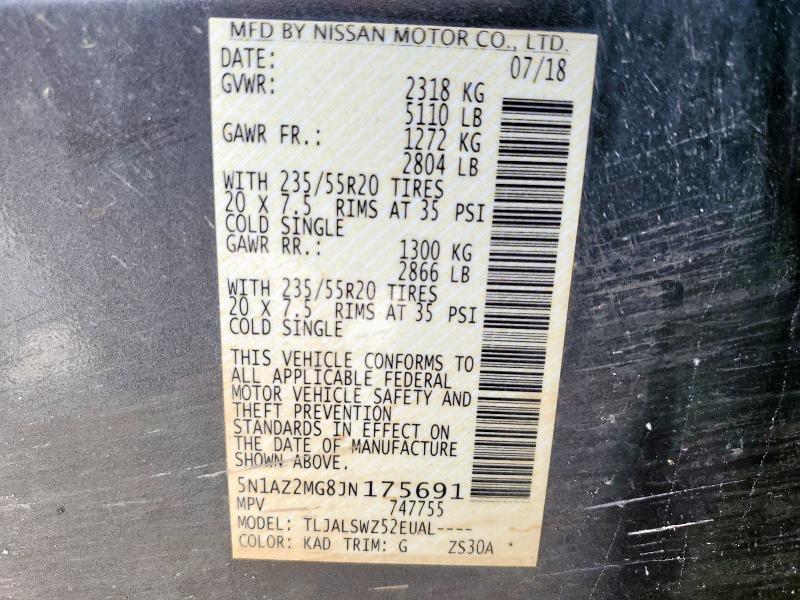 MFD BY NISSAN MOTOR CO., LTD.
DATE: 07/18
GVWR: 2318 KG
5110 LB
GAWR FR.: 1272 KG
2804 LB
WITH 235/55R20 TIRES
20 X 7.5 RIMS AT 35 PSI
COLD SINGLE
GAWR RR.: 1300 KG
2866 LB
WITH 235/55R20 TIRES
20 X 7.5 RIMS AT 35 PSI
COLD SINGLE
THIS VEHICLE CONFORMS TO
ALL APPLICABLE FEDERAL
MOTOR VEHICLE SAFETY AND
THEFT PREVENTION
STANDARDS IN EFFECT ON
THE DATE OF MANUFACTURE
SHOWN ABOVE.
5N1AZ2MG8JN175691
MPV 747755
MODEL: TLJALSWZ52EUAL----
COLOR: KAD TRIM: G ZS30A